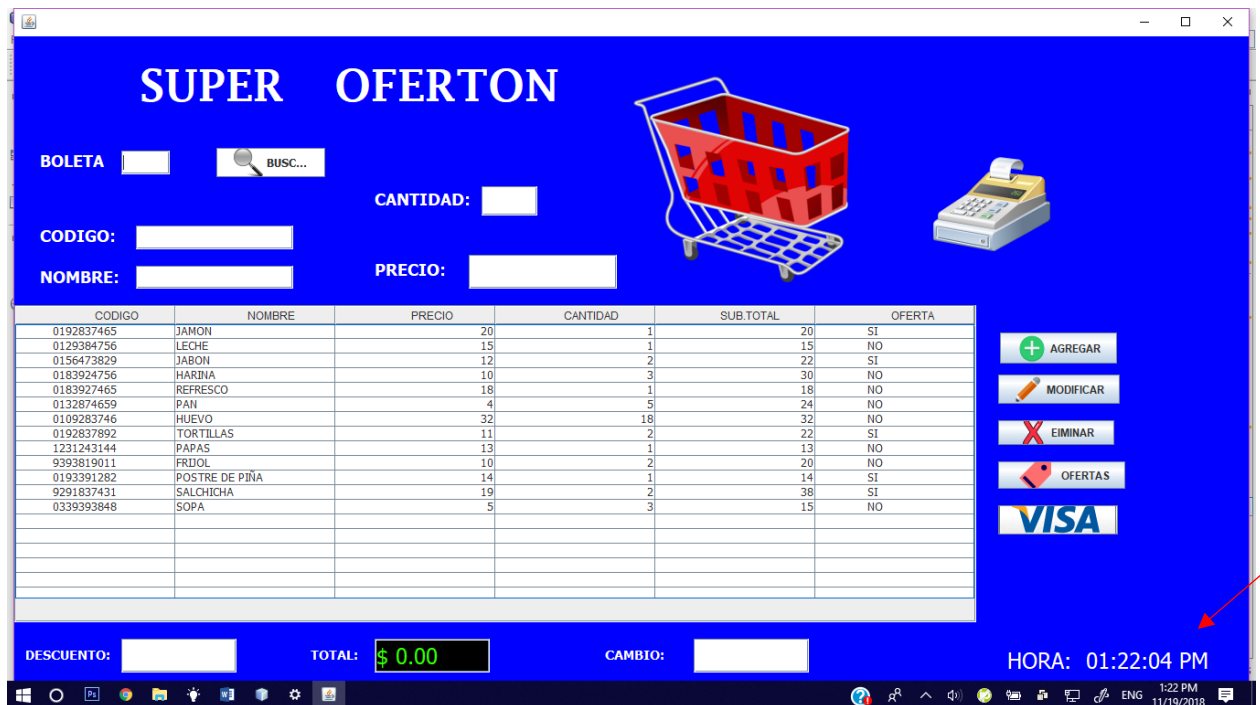 SUPER OFERTON
BOLETA
BUSC...
CANTIDAD:
CODIGO:
NOMBRE:
PRECIO:
CODIGO NOMBRE PRECIO CANTIDAD SUB.TOTAL OFERTA
0192837465 JAMON 20 1 20 SI
0129384756 LECHE 15 1 15 NO
0156473829 JABON 12 2 22 SI
0183924756 HARINA 10 3 30 NO
0183927465 REFRESCO 18 1 18 NO
0132874659 PAN 4 5 24 NO
0109283746 HUEVO 32 18 32 NO
0192837892 TORTILLAS 11 2 22 SI
1231243144 PAPAS 13 1 13 NO
9393819011 FRIJOL 10 2 20 NO
0193391282 POSTRE DE PIÑA 14 1 14 SI
9291837431 SALCHICHA 19 2 38 SI
0339393848 SOPA 5 3 15 NO
AGREGAR
MODIFICAR
EIMINAR
OFERTAS
VISA
DESCUENTO: TOTAL: $ 0.00 CAMBIO:
HORA: 01:22:04 PM
Ps
ENG
1:22 PM
11/19/2018